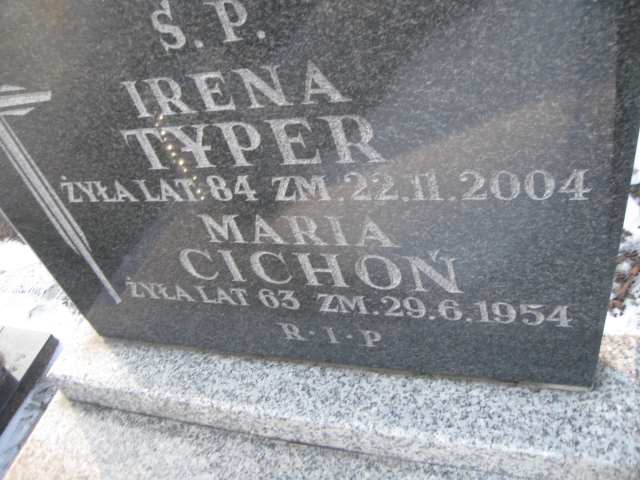 Ś. P.
IRENA
TYPER
ŻYŁA LAT 84 ZM. 22.11.2004
MARIA
CICHOŃ
ŻYŁA LAT 63 ZM. 29.6.1954
R·I·P